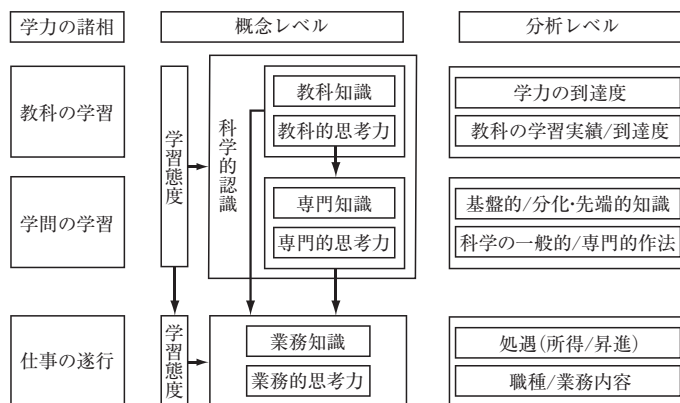 学力の諸相
概念レベル
分析レベル
教科の学習
学習態度
科学的認識
教科知識
教科的思考力
学力の到達度
教科の学習実績/到達度
学問の学習
専門知識
専門的思考力
基盤的/分化・先端的知識
科学の一般的/専門的作法
仕事の遂行
学習態度
業務知識
業務的思考力
処遇(所得/昇進)
職種/業務内容